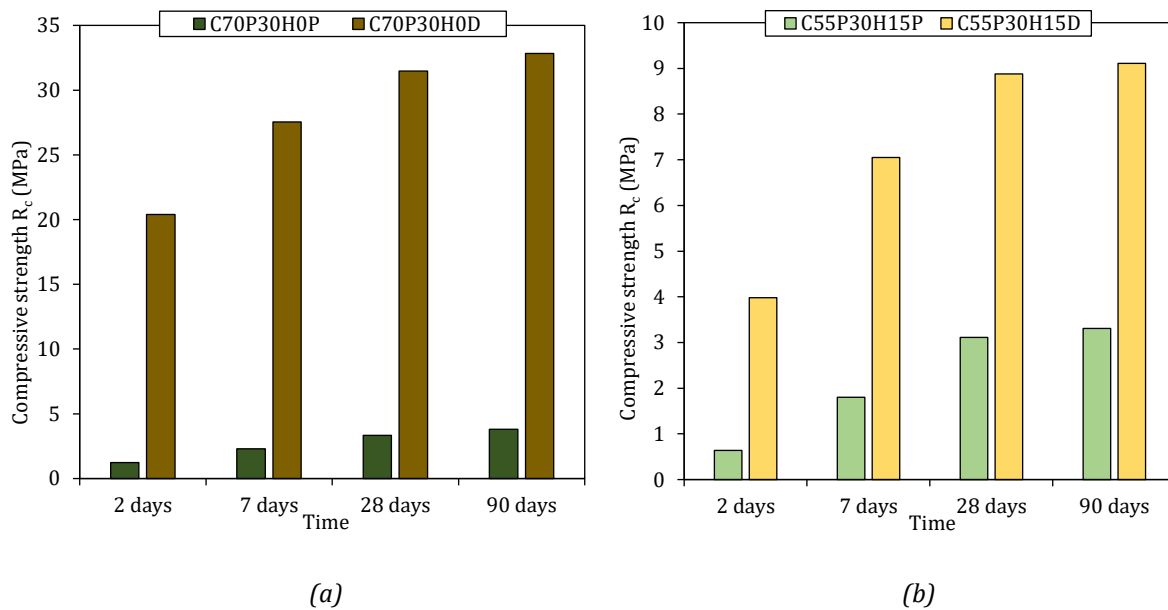 C70P30H0P C70P30H0D
Compressive strength Rc (MPa)
35
30
25
20
15
10
5
0
2 days 7 days 28 days 90 days
Time
(a)
C55P30H15P C55P30H15D
Compressive strength Rc (MPa)
10
9
8
7
6
5
4
3
2
1
0
2 days 7 days 28 days 90 days
Time
(b)